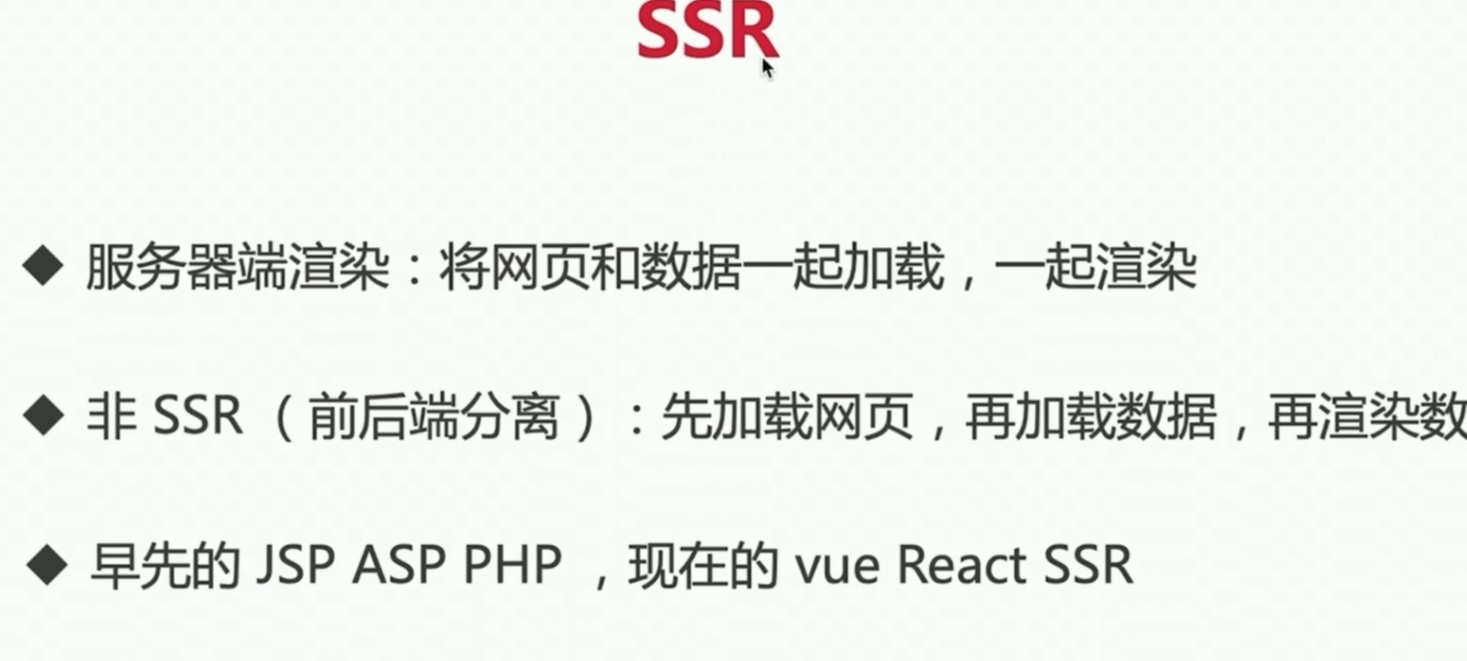 SSR
◆ 服务器端渲染：将网页和数据一起加载，一起渲染
◆ 非 SSR （ 前后端分离 ）：先加载网页，再加载数据，再渲染数
◆ 早先的 JSP ASP PHP ，现在的 vue React SSR